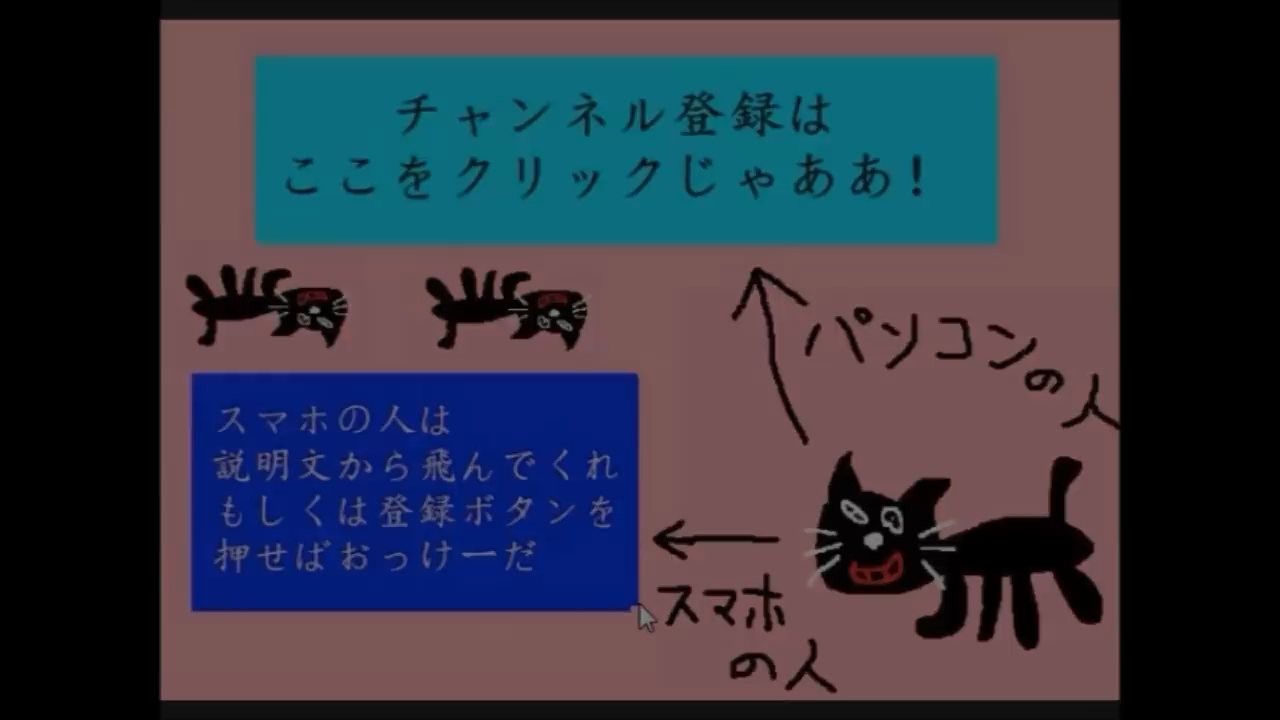 チャンネル登録は
ここをクリックじゃああ！
パソコンの人
スマホの人は
説明文から飛んでくれ
もしくは登録ボタンを
押せばおっけーだ
スマホ
の人